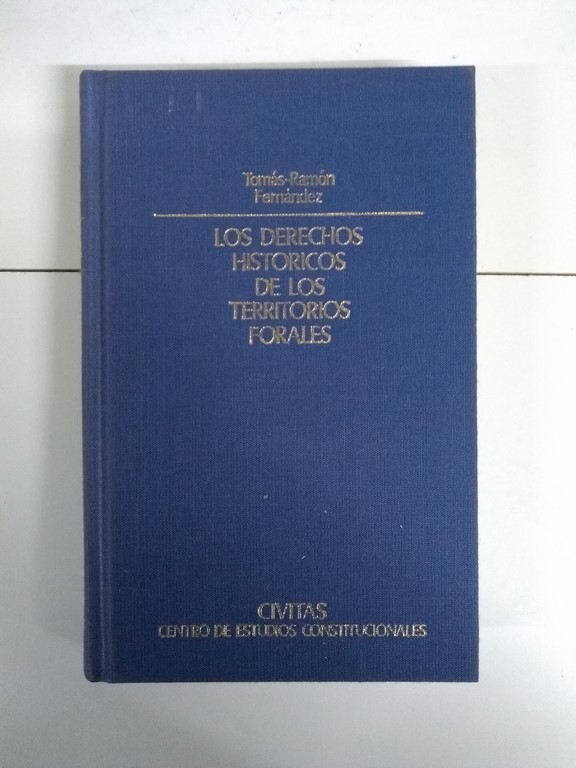 Tomás-Ramón
Fernández
LOS DERECHOS
HISTORICOS
DE LOS
TERRITORIOS
FORALES
CIVITAS
CENTRO DE ESTUDIOS CONSTITUCIONALES